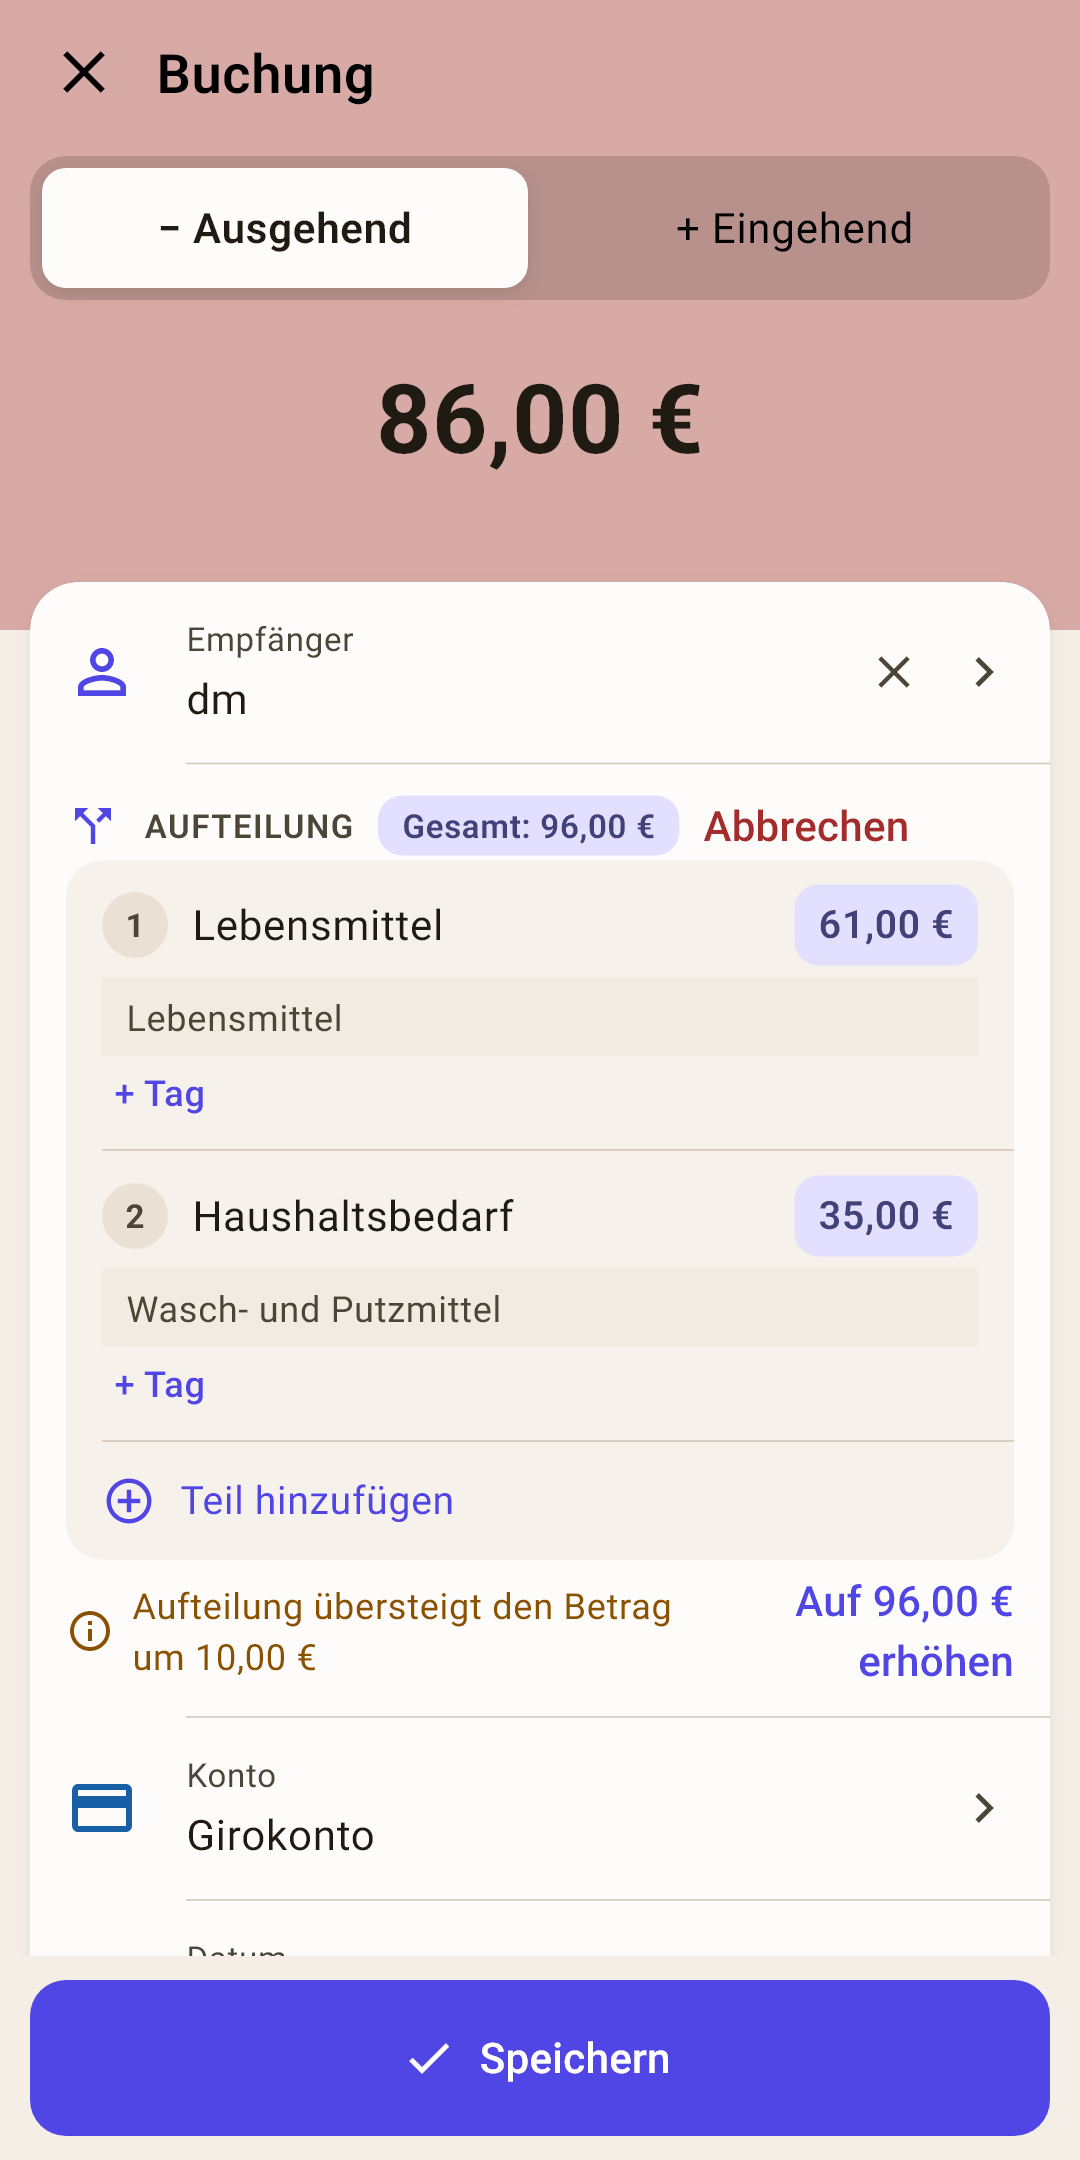 Buchung
− Ausgehend
+ Eingehend
86,00 €
Empfänger
dm
AUFTEILUNG
Gesamt: 96,00 €
Abbrechen
1
Lebensmittel
61,00 €
Lebensmittel
+ Tag
2
Haushaltsbedarf
35,00 €
Wasch- und Putzmittel
+ Tag
Teil hinzufügen
Aufteilung übersteigt den Betrag
um 10,00 €
Auf 96,00 €
erhöhen
Konto
Girokonto
Datum
Speichern